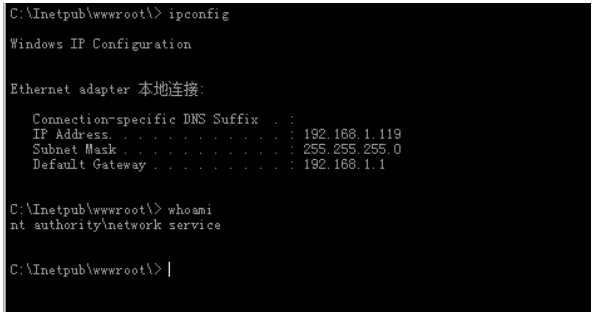 C:\Inetpub\wwwroot\> ipconfig
Windows IP Configuration
Ethernet adapter 本地连接:
Connection-specific DNS Suffix . :
IP Address. . . . . . . . . . . . : 192.168.1.119
Subnet Mask . . . . . . . . . . . : 255.255.255.0
Default Gateway . . . . . . . . . : 192.168.1.1
C:\Inetpub\wwwroot\> whoami
nt authority\network service
C:\Inetpub\wwwroot\>